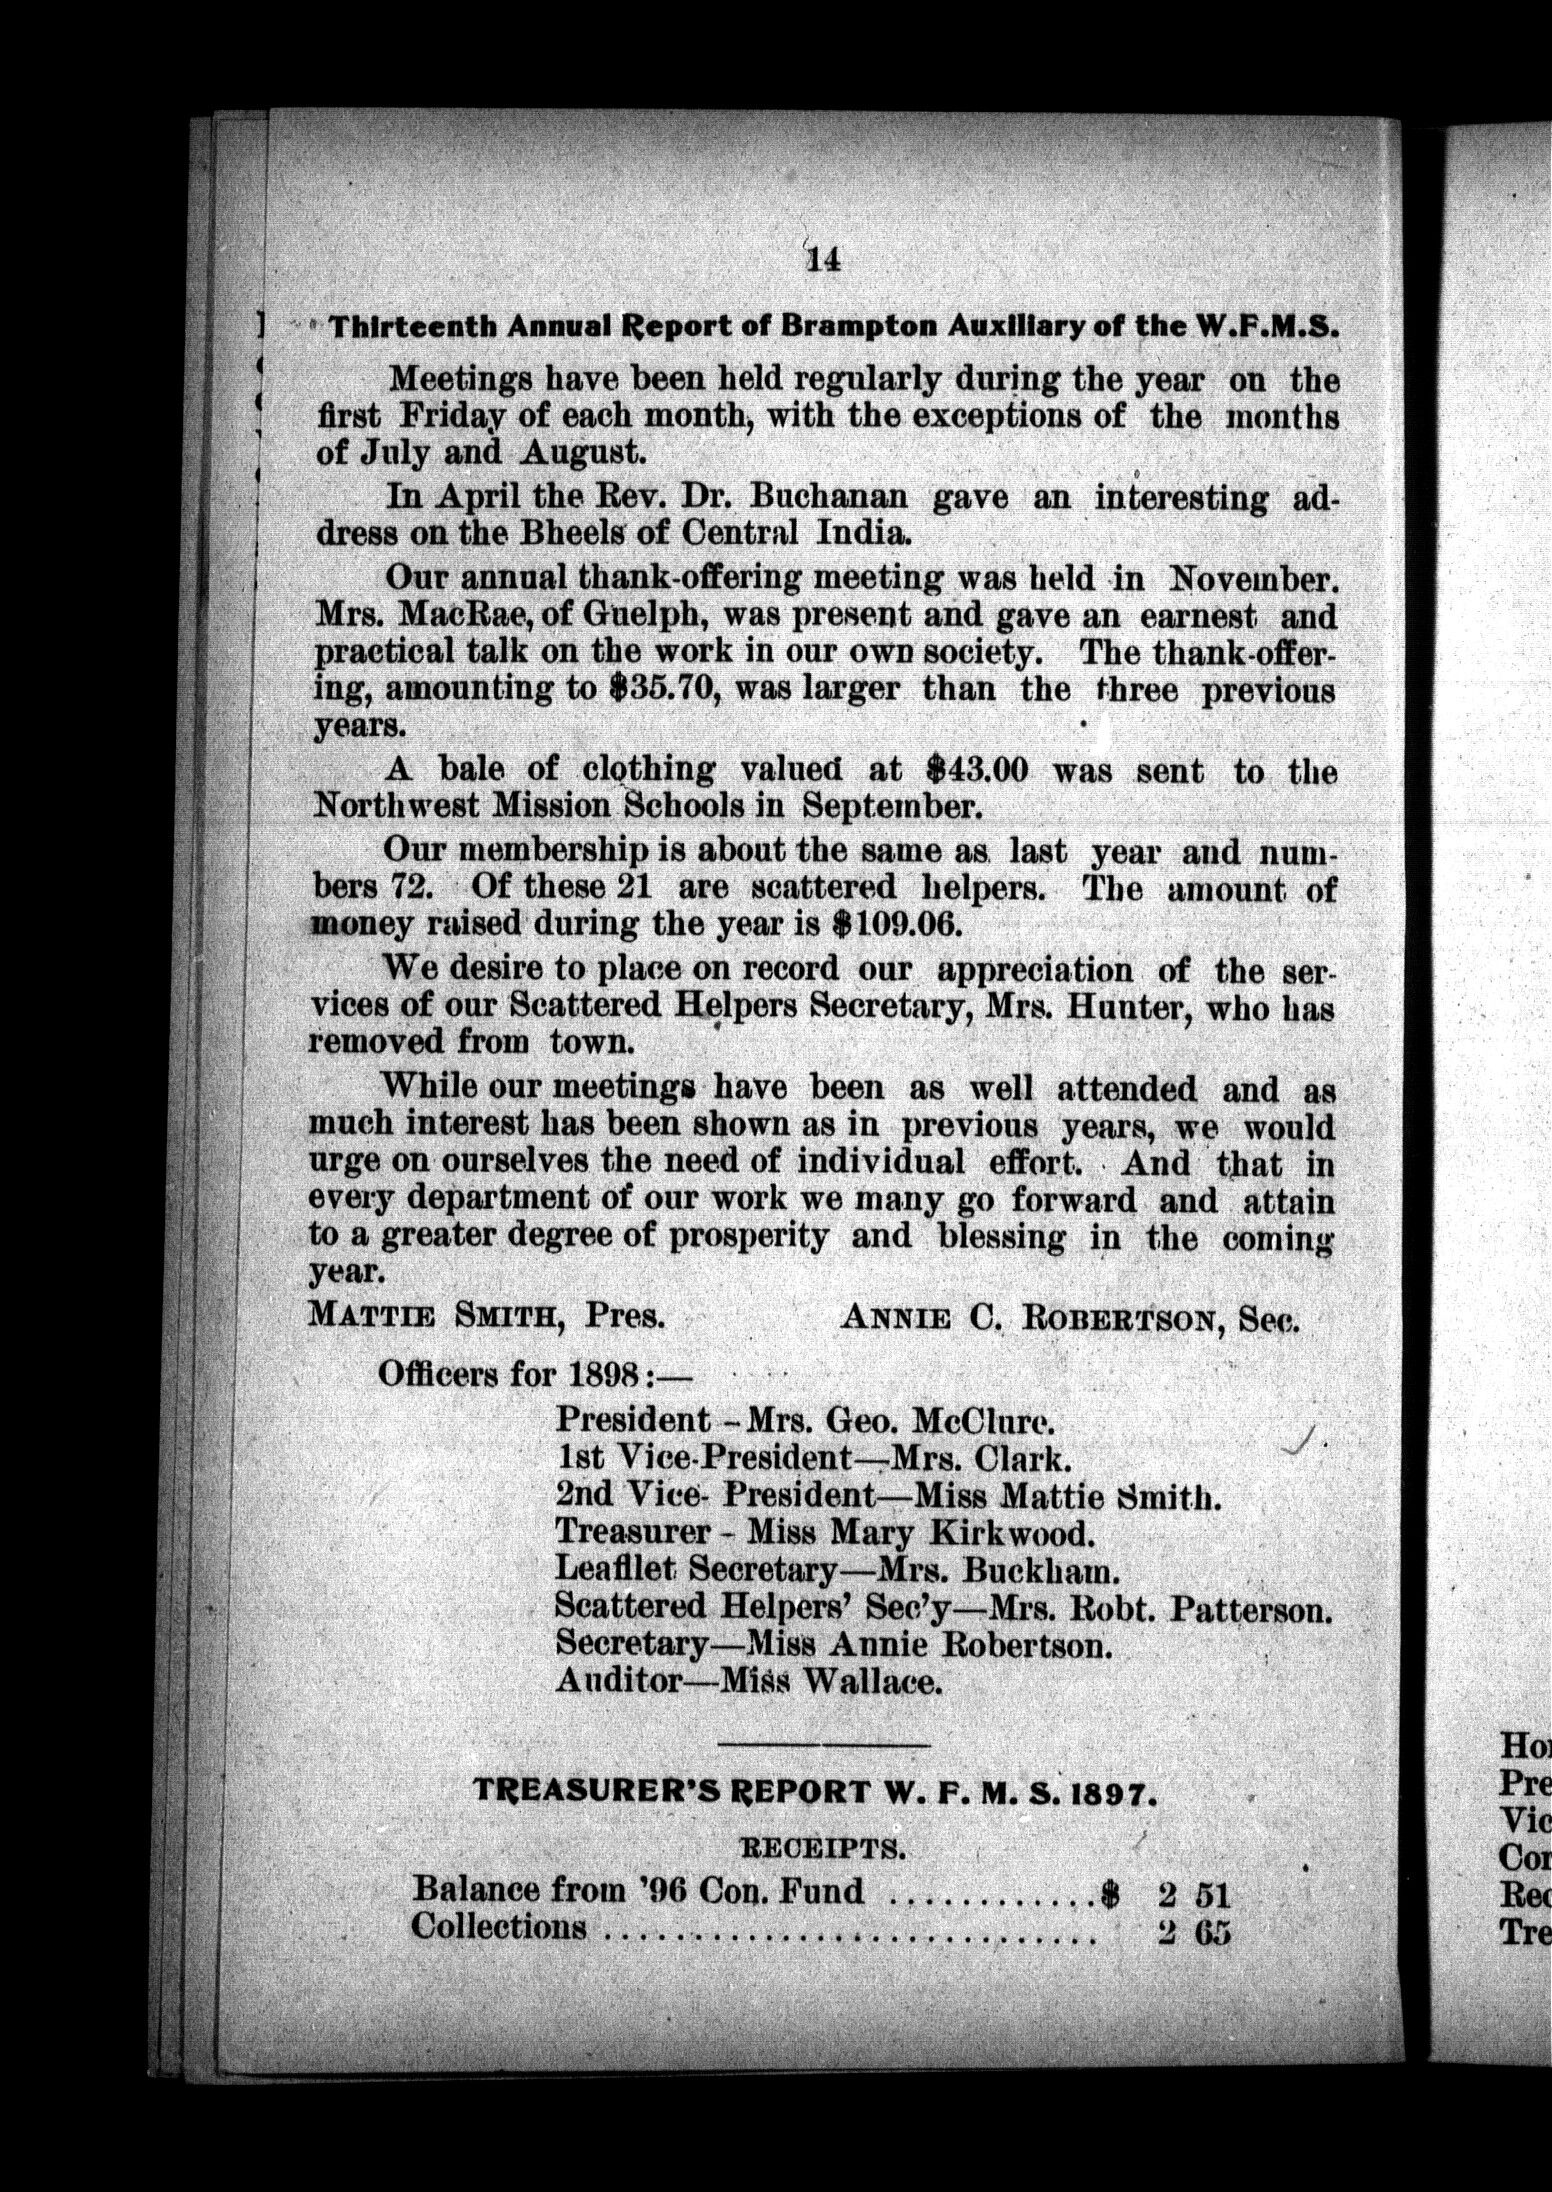 14
Thirteenth Annual Report of Brampton Auxiliary of the W.F.M.S.
Meetings have been held regularly during the year on the
first Friday of each month, with the exceptions of the months
of July and August.
In April the Rev. Dr. Buchanan gave an interesting ad-
dress on the Bheels of Central India.
Our annual thank-offering meeting was held in November.
Mrs. MacRae, of Guelph, was present and gave an earnest and
practical talk on the work in our own society. The thank-offer-
ing, amounting to $35.70, was larger than the three previous
years.
A bale of clothing valued at $43.00 was sent to the
Northwest Mission Schools in September.
Our membership is about the same as last year and num-
bers 72. Of these 21 are scattered helpers. The amount of
money raised during the year is $109.06.
We desire to place on record our appreciation of the ser-
vices of our Scattered Helpers Secretary, Mrs. Hunter, who has
removed from town.
While our meetings have been as well attended and as
much interest has been shown as in previous years, we would
urge on ourselves the need of individual effort. And that in
every department of our work we many go forward and attain
to a greater degree of prosperity and blessing in the coming
year.
MATTIE SMITH, Pres. ANNIE C. ROBERTSON, Sec.
Officers for 1898:—
President - Mrs. Geo. McClure.
1st Vice-President—Mrs. Clark.
2nd Vice- President—Miss Mattie Smith.
Treasurer - Miss Mary Kirkwood.
Leafllet Secretary—Mrs. Buckham.
Scattered Helpers' Sec'y—Mrs. Robt. Patterson.
Secretary—Miss Annie Robertson.
Auditor—Miss Wallace.
TREASURER'S REPORT W. F. M. S. 1897.
RECEIPTS.
Balance from '96 Con. Fund ............$ 2 51
Collections ............................ 2 65
Hon
Pre
Vic
Cor
Rec
Tre